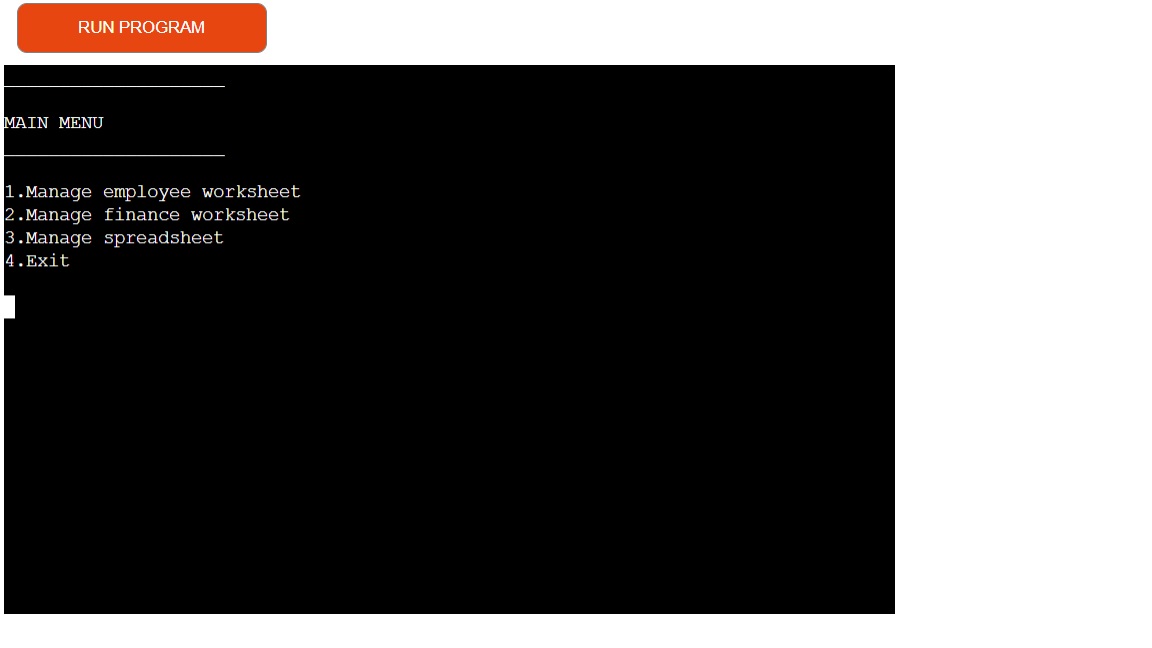 RUN PROGRAM
MAIN MENU
1.Manage employee worksheet
2.Manage finance worksheet
3.Manage spreadsheet
4.Exit